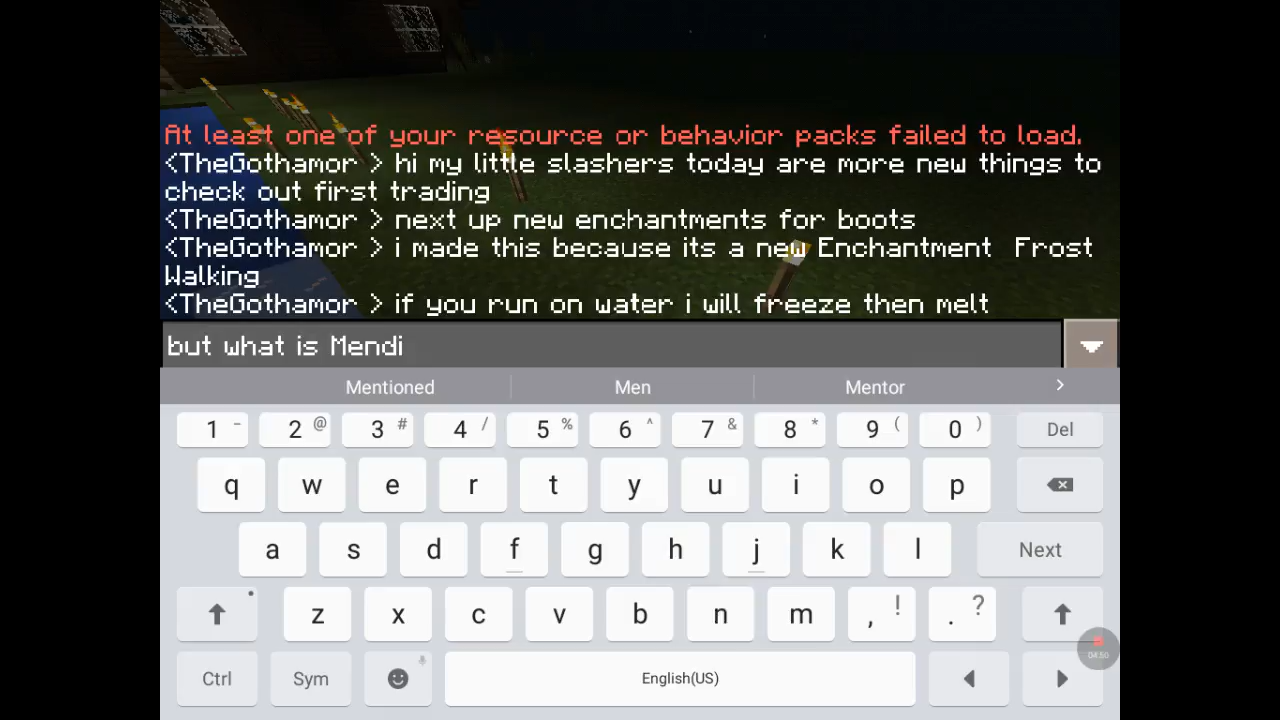 At least one of your resource or behavior packs failed to load.
<TheGothamor > hi my little slashers today are more new things to
check out first trading
<TheGothamor > next up new enchantments for boots
<TheGothamor > i made this because its a new Enchantment  Frost
Walking
<TheGothamor > if you run on water i will freeze then melt
but what is Mendi
Mentioned Men Mentor >
1 - 2 @ 3 # 4 / 5 % 6 ^ 7 & 8 * 9 ( 0 ) Del
q w e r t y u i o p
a s d f g h j k l Next
z x c v b n m , ! . ?
Ctrl Sym English(US)
04:50